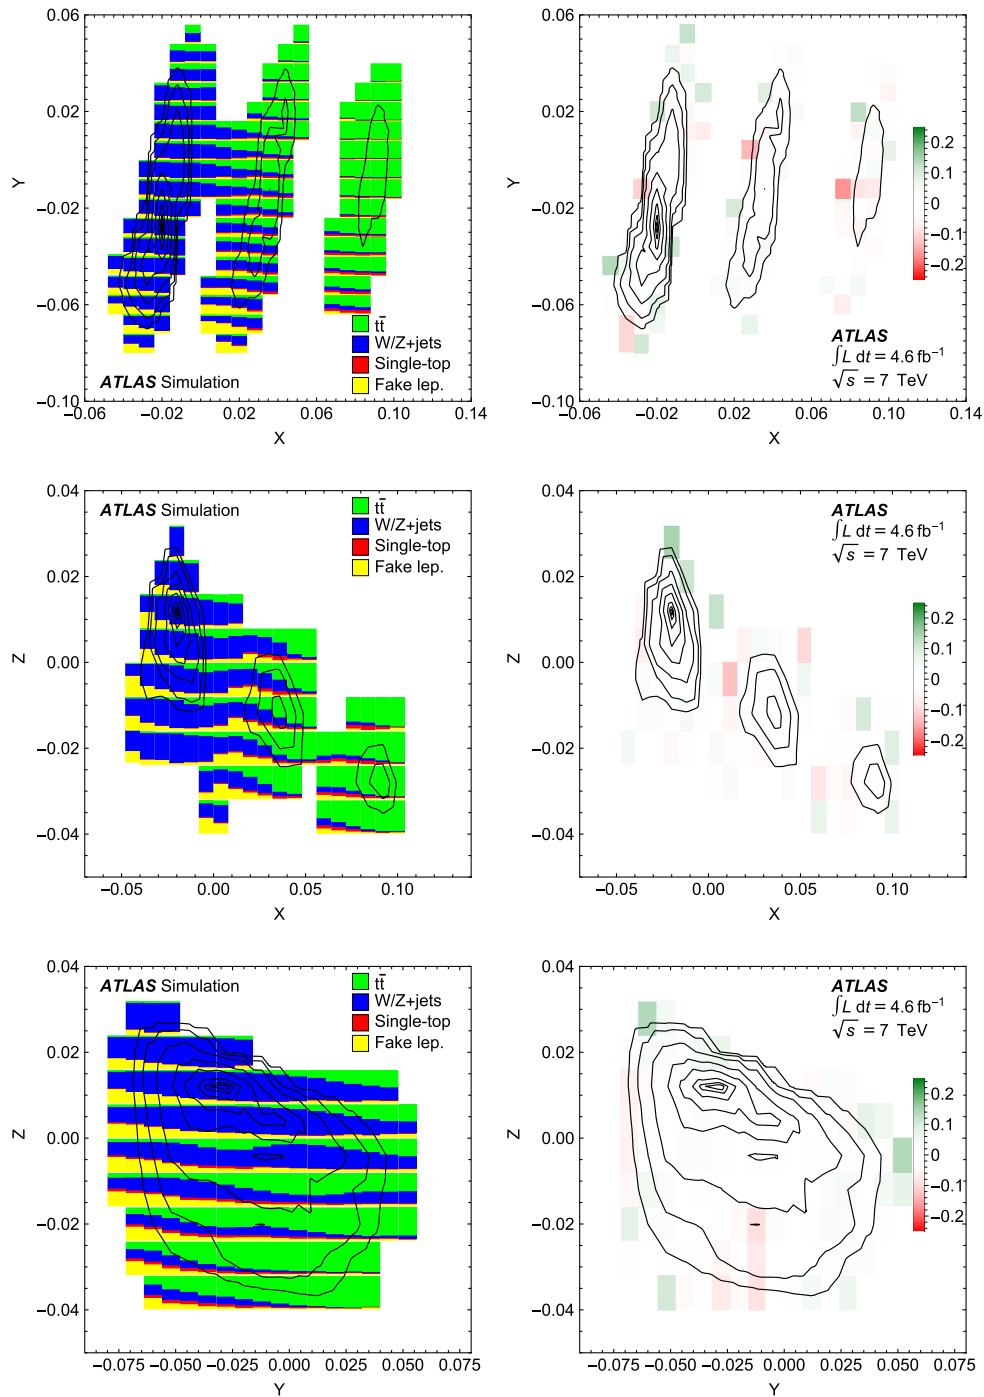 0.06
0.02
−0.02
−0.06
−0.10
Y
tt̄
W/Z+jets
Single-top
Fake lep.
ATLAS Simulation
−0.06 −0.02 0.02 0.06 0.10 0.14
X
0.06
0.02
−0.02
−0.06
−0.10
Y
0.2
0.1
0
−0.1
−0.2
ATLAS
∫L dt = 4.6 fb⁻¹
√s = 7 TeV
−0.06 −0.02 0.02 0.06 0.10 0.14
X
0.04
0.02
0.00
−0.02
−0.04
Z
ATLAS Simulation
tt̄
W/Z+jets
Single-top
Fake lep.
−0.05 0.00 0.05 0.10
X
0.04
0.02
0.00
−0.02
−0.04
Z
ATLAS
∫L dt = 4.6 fb⁻¹
√s = 7 TeV
0.2
0.1
0
−0.1
−0.2
−0.05 0.00 0.05 0.10
X
0.04
0.02
0.00
−0.02
−0.04
Z
ATLAS Simulation
tt̄
W/Z+jets
Single-top
Fake lep.
−0.075 −0.050 −0.025 0.000 0.025 0.050 0.075
Y
0.04
0.02
0.00
−0.02
−0.04
Z
ATLAS
∫L dt = 4.6 fb⁻¹
√s = 7 TeV
0.2
0.1
0
−0.1
−0.2
−0.075 −0.050 −0.025 0.000 0.025 0.050 0.075
Y